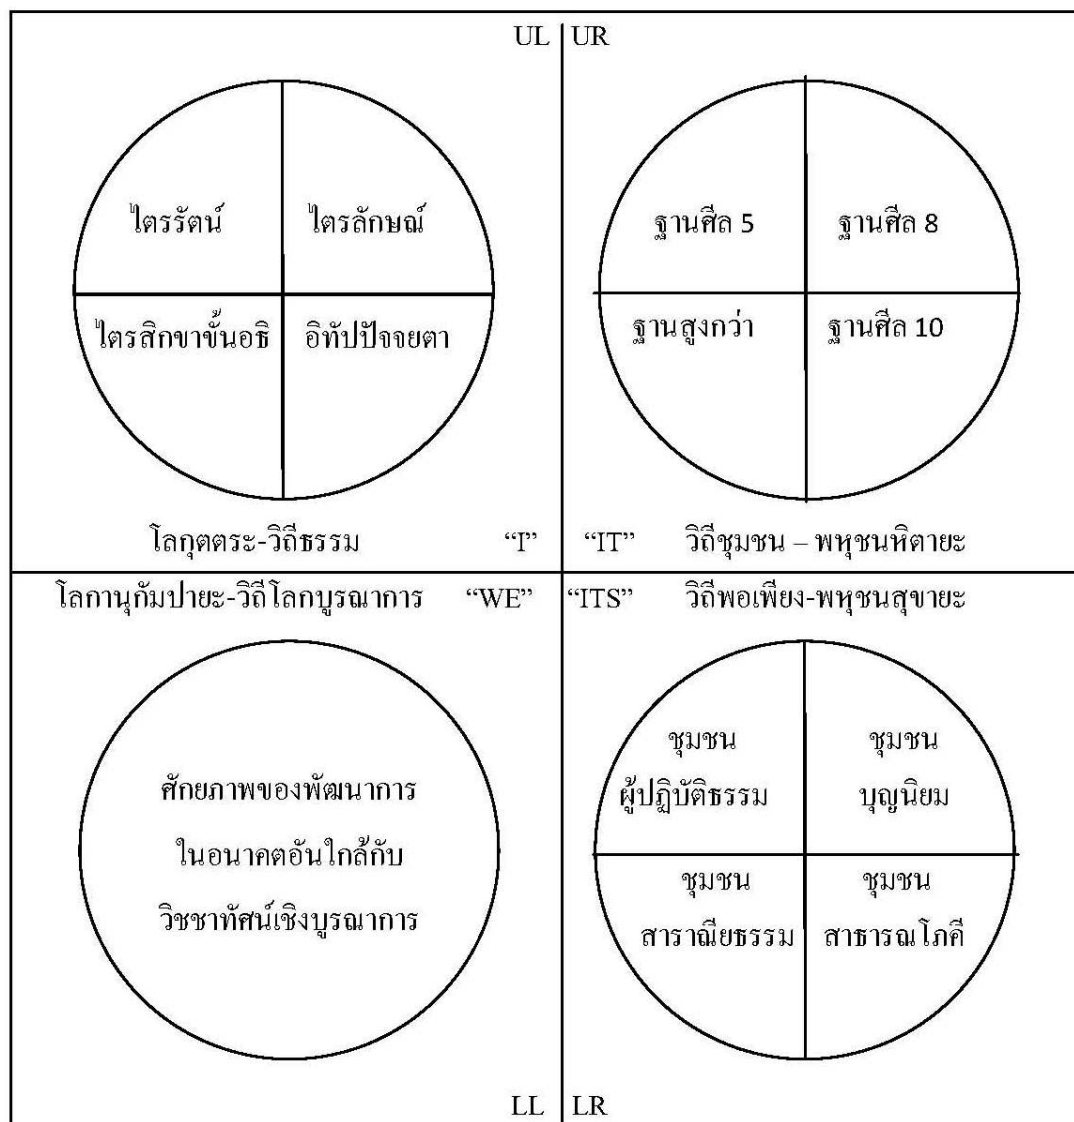 UL UR
ไตรรัตน์ ไตรลักษณ์
ไตรสิกขาขั้นอธิ อิทัปปัจจยตา
โลกุตตระ-วิถีธรรม “I”
ฐานศีล 5 ฐานศีล 8
ฐานสูงกว่า ฐานศีล 10
“IT” วิถีชุมชน – พหุชนหิตายะ
โลกานุกัมปายะ-วิถีโลกบูรณาการ “WE”
ศักยภาพของพัฒนาการ
ในอนาคตอันใกล้กับ
วิชชาทัศน์เชิงบูรณาการ
“ITS” วิถีพอเพียง-พหุชนสุขายะ
ชุมชน ชุมชน
ผู้ปฏิบัติธรรม บุญนิยม
ชุมชน ชุมชน
สาราณียธรรม สาธารณโภคี
LL LR